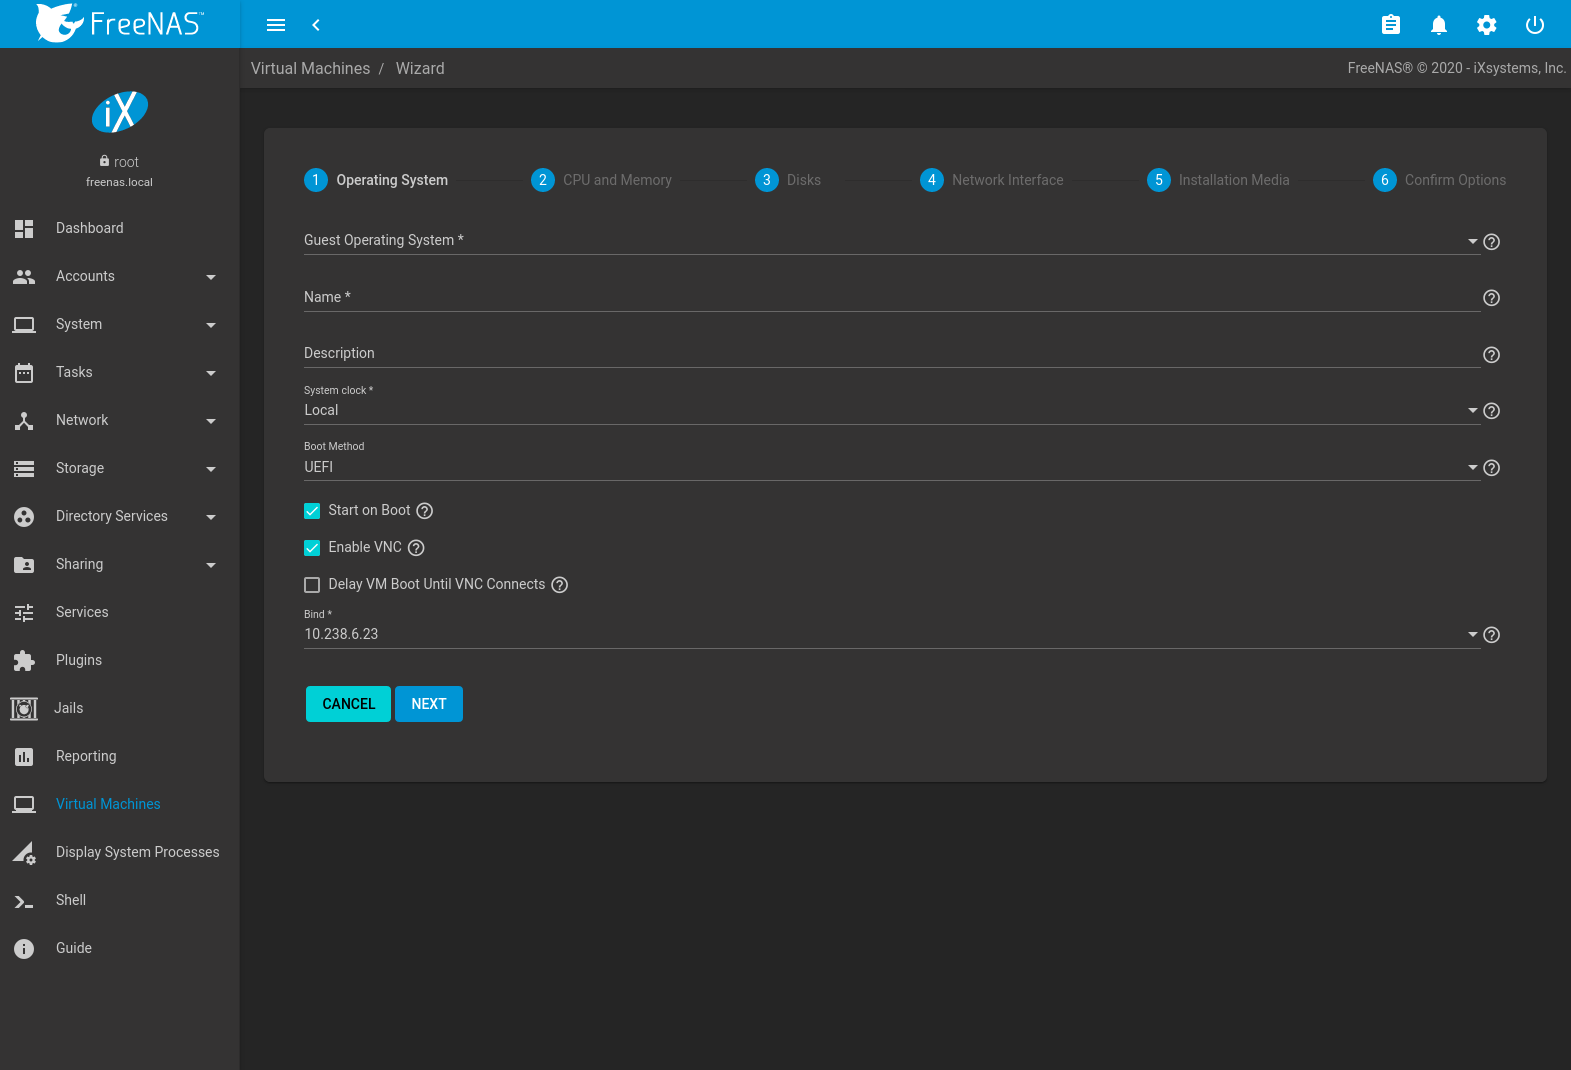 FreeNAS™
Virtual Machines / Wizard
FreeNAS® © 2020 - iXsystems, Inc.
iX
root
freenas.local
Dashboard
Accounts
System
Tasks
Network
Storage
Directory Services
Sharing
Services
Plugins
Jails
Reporting
Virtual Machines
Display System Processes
Shell
Guide
1 Operating System
2 CPU and Memory
3 Disks
4 Network Interface
5 Installation Media
6 Confirm Options
Guest Operating System *
Name *
Description
System clock *
Local
Boot Method
UEFI
Start on Boot
Enable VNC
Delay VM Boot Until VNC Connects
Bind *
10.238.6.23
CANCEL NEXT